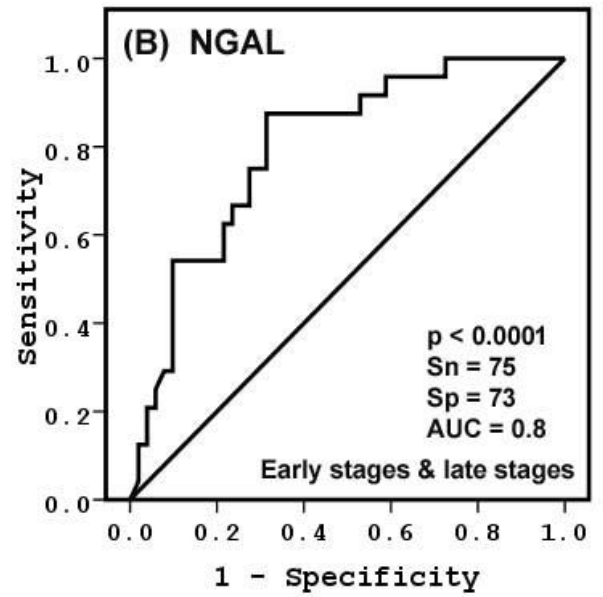 (B) NGAL
1.0
0.8
0.6
0.4
0.2
0.0
Sensitivity
p < 0.0001
Sn = 75
Sp = 73
AUC = 0.8
Early stages & late stages
0.0 0.2 0.4 0.6 0.8 1.0
1 - Specificity